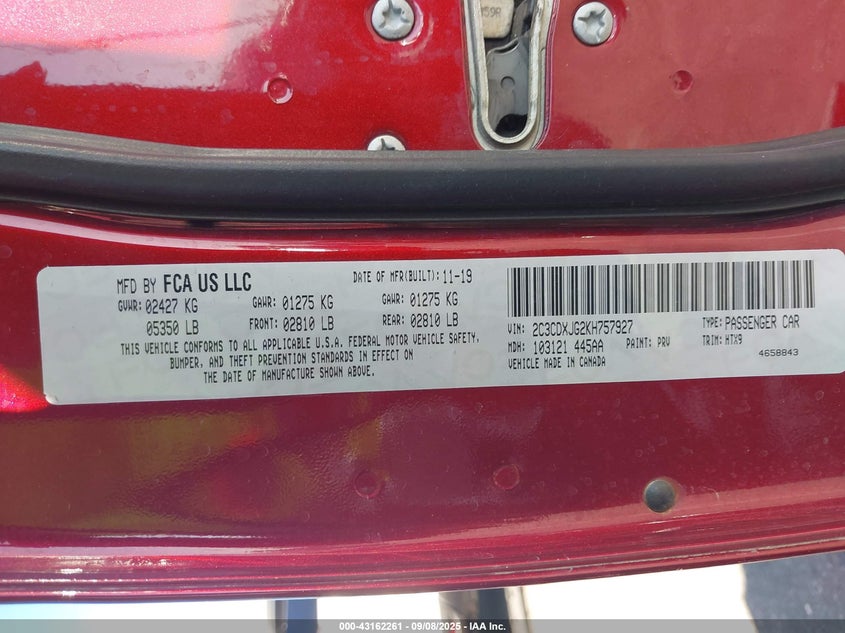 059R
MFD BY FCA US LLC
DATE OF MFR(BUILT): 11-19
GVWR: 02427 KG
GAWR: 01275 KG
GAWR: 01275 KG
05350 LB
FRONT: 02810 LB
REAR: 02810 LB
THIS VEHICLE CONFORMS TO ALL APPLICABLE U.S.A. FEDERAL MOTOR VEHICLE SAFETY,
BUMPER, AND THEFT PREVENTION STANDARDS IN EFFECT ON
THE DATE OF MANUFACTURE SHOWN ABOVE.
VIN: 2C3CDXJG2KH757927
TYPE: PASSENGER CAR
MDH: 103121 445AA
PAINT: PRV
TRIM: HTX9
VEHICLE MADE IN CANADA
4658843
000-43162261 - 09/08/2025 - IAA Inc.